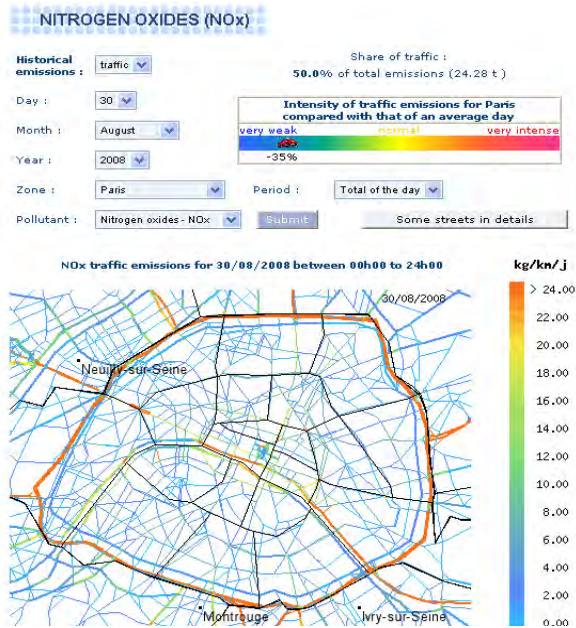 NITROGEN OXIDES (NOx)
Historical
emissions : traffic
Share of traffic :
50.0% of total emissions (24.28 t )
Day : 30
Intensity of traffic emissions for Paris
compared with that of an average day
Month : August
very weak normal very intense
Year : 2008
-35%
Zone : Paris Period : Total of the day
Pollutant : Nitrogen oxides - NOx Submit Some streets in details
NOx traffic emissions for 30/08/2008 between 00h00 to 24h00 kg/km/j
30/08/2008
> 24.00
22.00
20.00
Neuilly-sur-Seine
18.00
16.00
14.00
12.00
10.00
8.00
6.00
4.00
2.00
Montrouge Ivry-sur-Seine
0.00